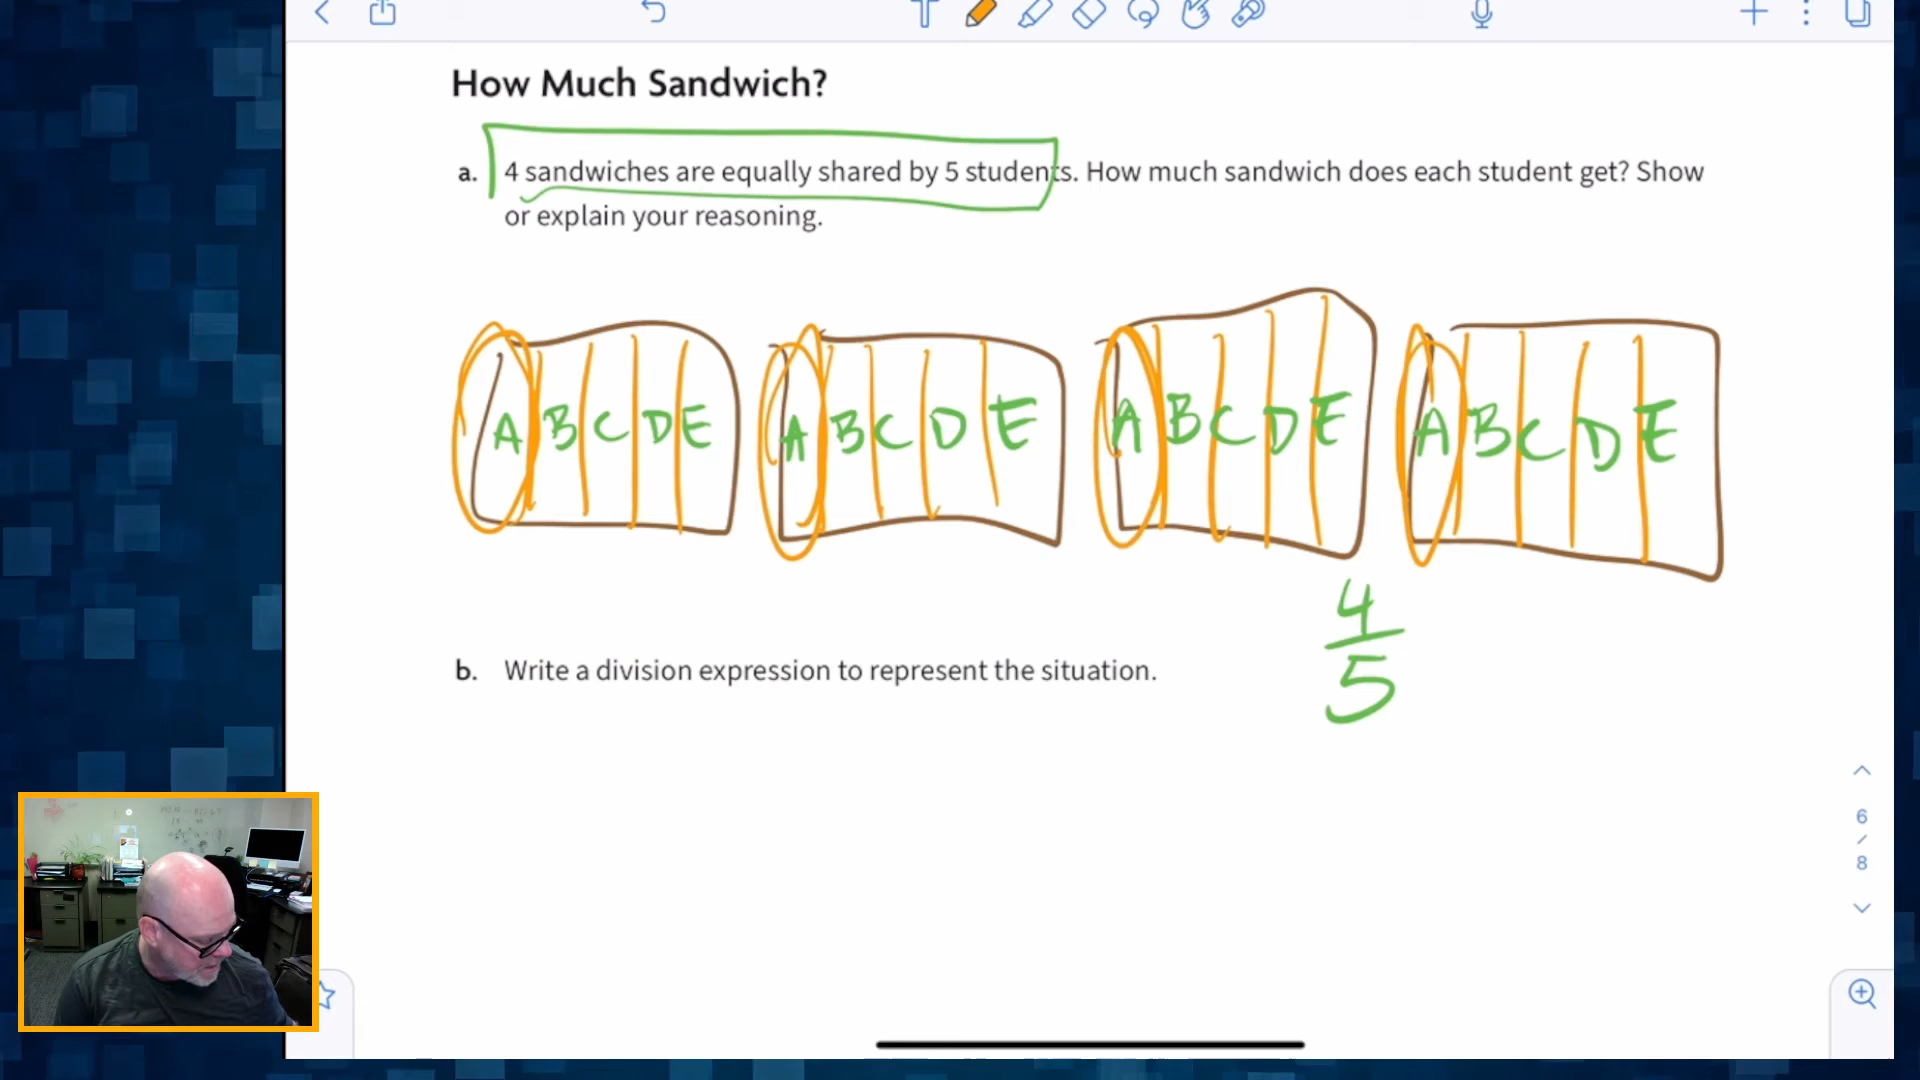 How Much Sandwich?
a. 4 sandwiches are equally shared by 5 students. How much sandwich does each student get? Show
or explain your reasoning.
A B C D E A B C D E A B C D E A B C D E
4
5
b. Write a division expression to represent the situation.
6
/
8